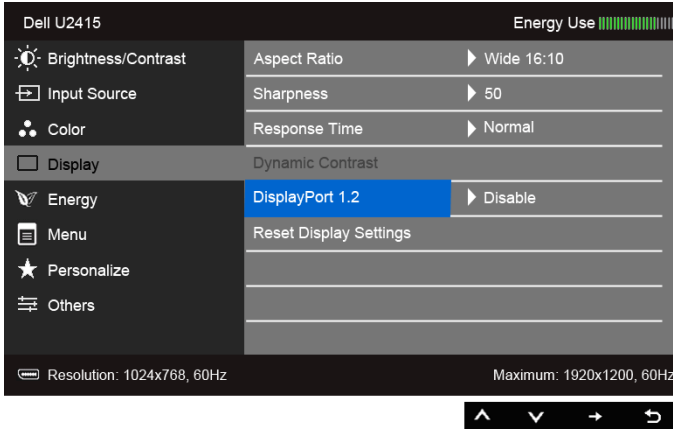 Dell U2415 Energy Use
Brightness/Contrast Aspect Ratio Wide 16:10
Input Source Sharpness 50
Color Response Time Normal
Display Dynamic Contrast
Energy DisplayPort 1.2 Disable
Menu Reset Display Settings
Personalize
Others
Resolution: 1024x768, 60Hz Maximum: 1920x1200, 60Hz